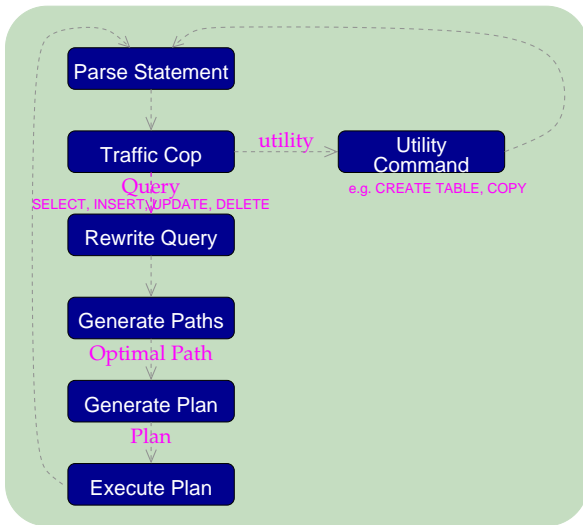 Parse Statement
Traffic Cop
utility
Utility
Command
Query
e.g. CREATE TABLE, COPY
SELECT, INSERT, UPDATE, DELETE
Rewrite Query
Generate Paths
Optimal Path
Generate Plan
Plan
Execute Plan